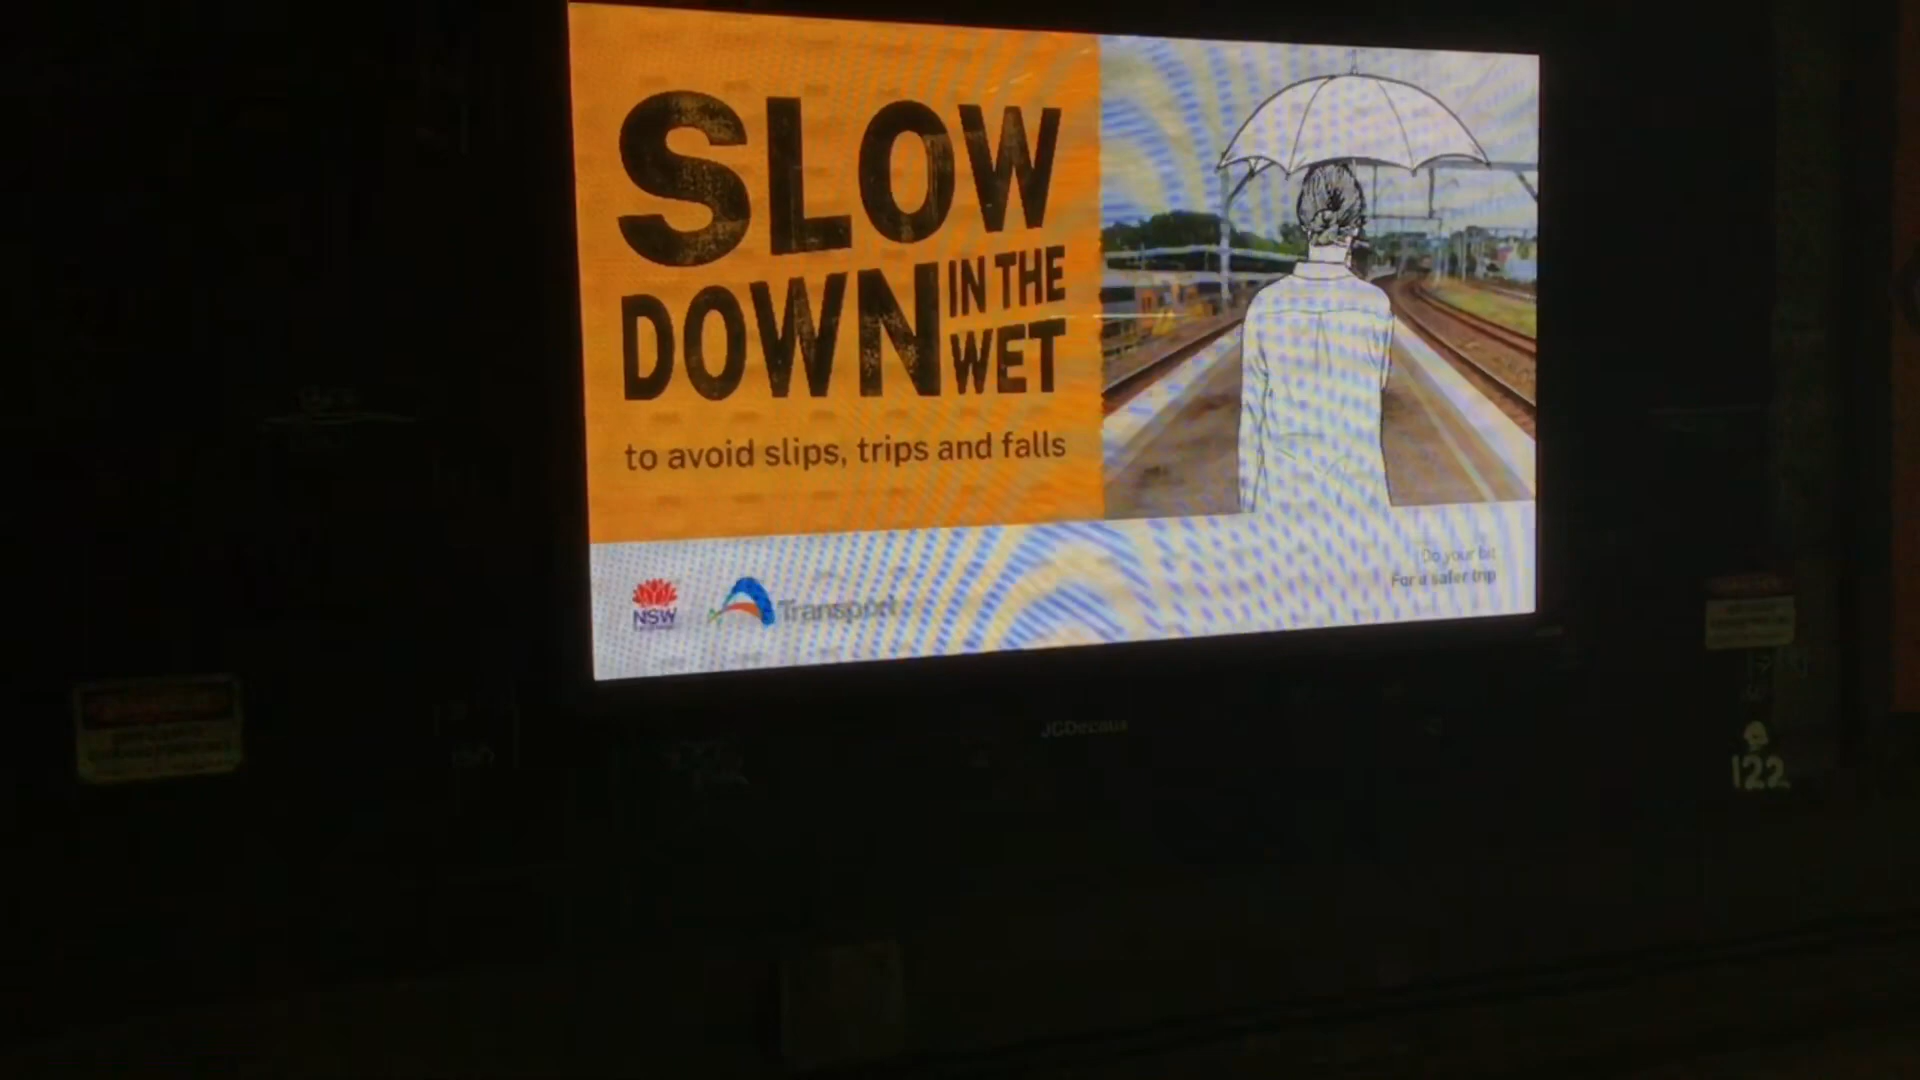 SLOW
DOWN IN THE
WET
to avoid slips, trips and falls
NSW
Transport
Do your bit
For a safer trip
JCDecaux
122